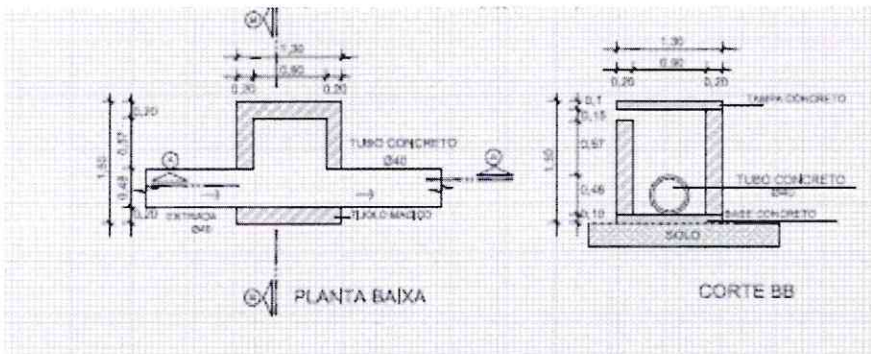 1,30
0,90
0,20
0,20
0,20
0,57
1,50
0,48
0,20
TUBO CONCRETO
Ø40
ENTRADA
Ø40
TIJOLO MACIÇO
PLANTA BAIXA
1,30
0,90
0,20
0,20
TAMPA CONCRETO
0,1
0,15
0,57
1,50
0,48
0,10
TUBO CONCRETO
Ø40
BASE CONCRETO
SOLO
CORTE BB